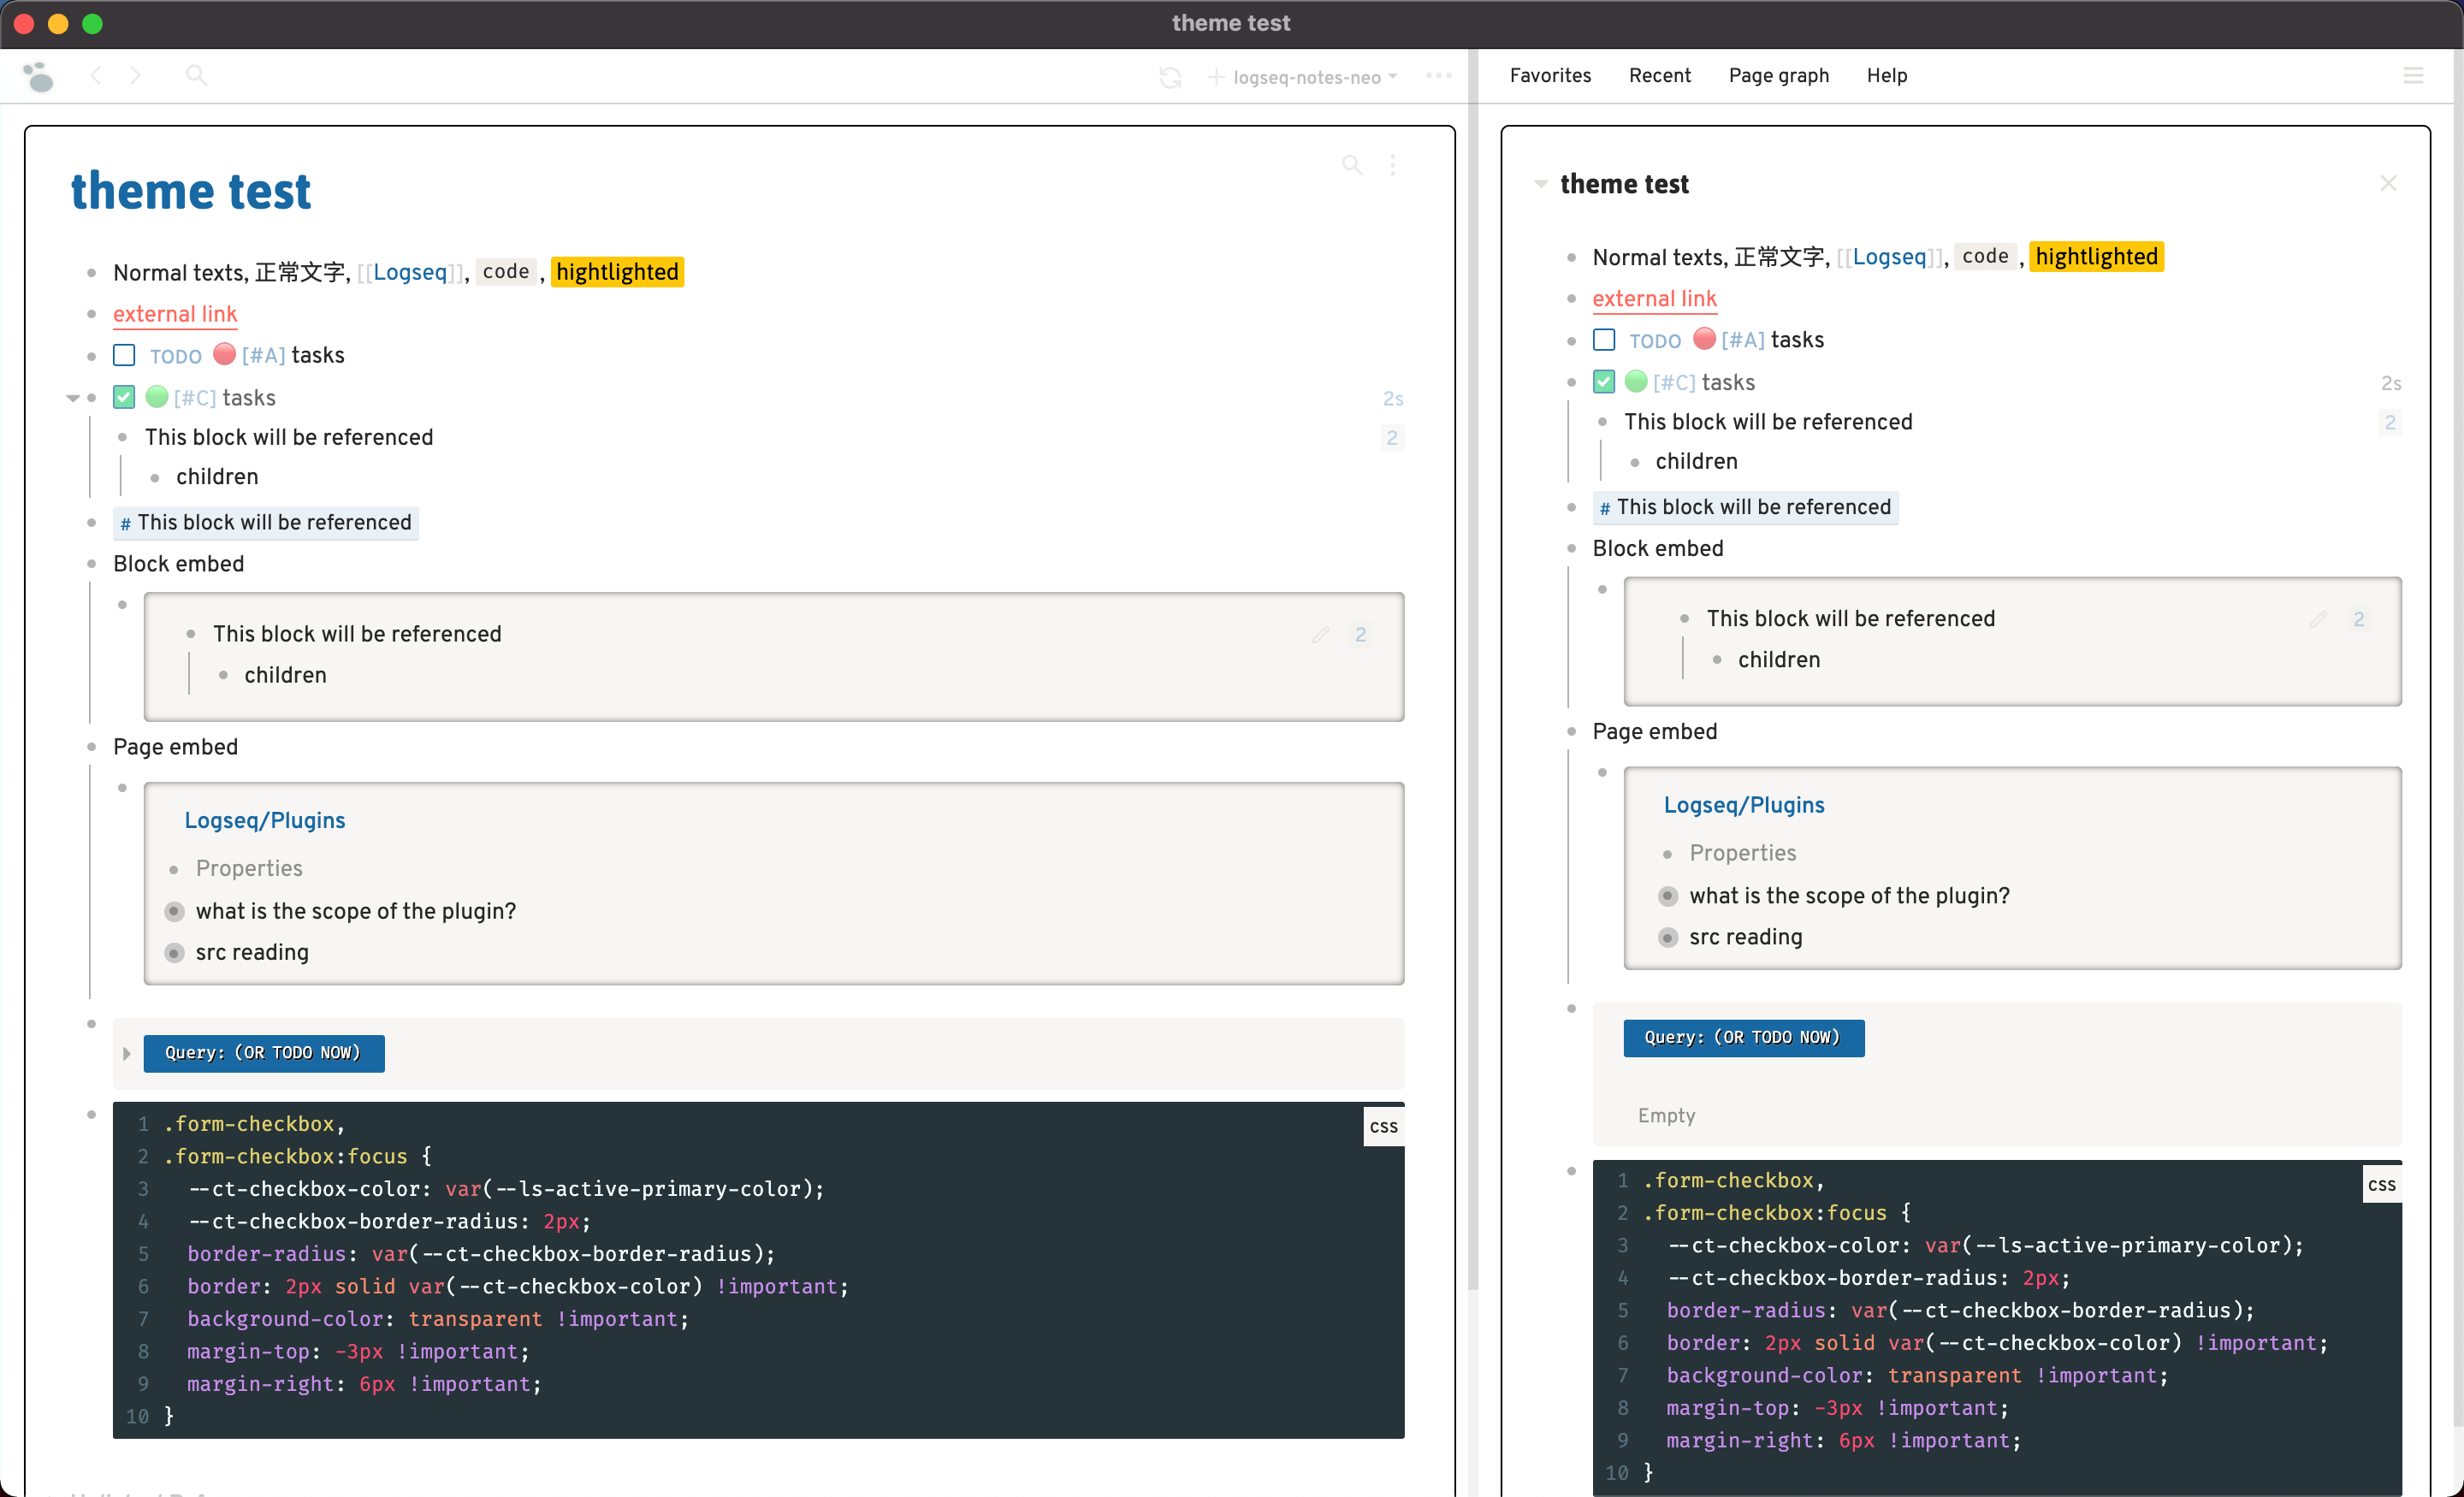 theme test
logseq-notes-neo
Favorites Recent Page graph Help
theme test
Normal texts, 正常文字, [[Logseq]], code, hightlighted
external link
TODO [#A] tasks
[#C] tasks 2s
This block will be referenced 2
children
# This block will be referenced
Block embed
This block will be referenced 2
children
Page embed
Logseq/Plugins
Properties
what is the scope of the plugin?
src reading
Query: (OR TODO NOW)
css
1 .form-checkbox,
2 .form-checkbox:focus {
3 --ct-checkbox-color: var(--ls-active-primary-color);
4 --ct-checkbox-border-radius: 2px;
5 border-radius: var(--ct-checkbox-border-radius);
6 border: 2px solid var(--ct-checkbox-color) !important;
7 background-color: transparent !important;
8 margin-top: -3px !important;
9 margin-right: 6px !important;
10 }
theme test
Normal texts, 正常文字, [[Logseq]], code, hightlighted
external link
TODO [#A] tasks
[#C] tasks 2s
This block will be referenced 2
children
# This block will be referenced
Block embed
This block will be referenced 2
children
Page embed
Logseq/Plugins
Properties
what is the scope of the plugin?
src reading
Query: (OR TODO NOW)
Empty
css
1 .form-checkbox,
2 .form-checkbox:focus {
3 --ct-checkbox-color: var(--ls-active-primary-color);
4 --ct-checkbox-border-radius: 2px;
5 border-radius: var(--ct-checkbox-border-radius);
6 border: 2px solid var(--ct-checkbox-color) !important;
7 background-color: transparent !important;
8 margin-top: -3px !important;
9 margin-right: 6px !important;
10 }